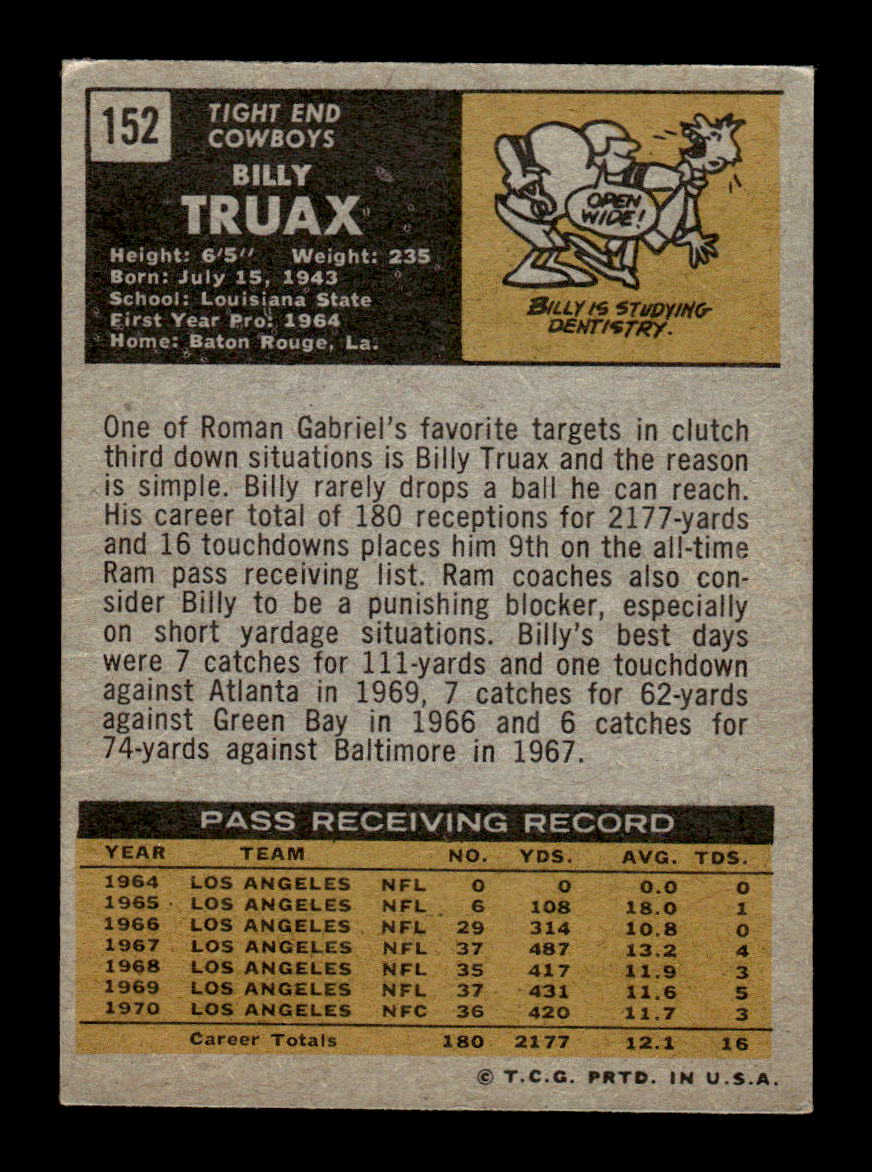 152
TIGHT END
COWBOYS
BILLY
TRUAX
Height: 6'5" Weight: 235
Born: July 15, 1943
School: Louisiana State
First Year Pro: 1964
Home: Baton Rouge, La.
OPEN
WIDE!
BILLY IS STUDYING
DENTISTRY.
One of Roman Gabriel's favorite targets in clutch
third down situations is Billy Truax and the reason
is simple. Billy rarely drops a ball he can reach.
His career total of 180 receptions for 2177-yards
and 16 touchdowns places him 9th on the all-time
Ram pass receiving list. Ram coaches also con-
sider Billy to be a punishing blocker, especially
on short yardage situations. Billy's best days
were 7 catches for 111-yards and one touchdown
against Atlanta in 1969, 7 catches for 62-yards
against Green Bay in 1966 and 6 catches for
74-yards against Baltimore in 1967.
PASS RECEIVING RECORD
YEAR TEAM NO. YDS. AVG. TDS.
1964 LOS ANGELES NFL 0 0 0.0 0
1965 LOS ANGELES NFL 6 108 18.0 1
1966 LOS ANGELES NFL 29 314 10.8 0
1967 LOS ANGELES NFL 37 487 13.2 4
1968 LOS ANGELES NFL 35 417 11.9 3
1969 LOS ANGELES NFL 37 431 11.6 5
1970 LOS ANGELES NFC 36 420 11.7 3
Career Totals 180 2177 12.1 16
© T.C.G. PRTD. IN U.S.A.